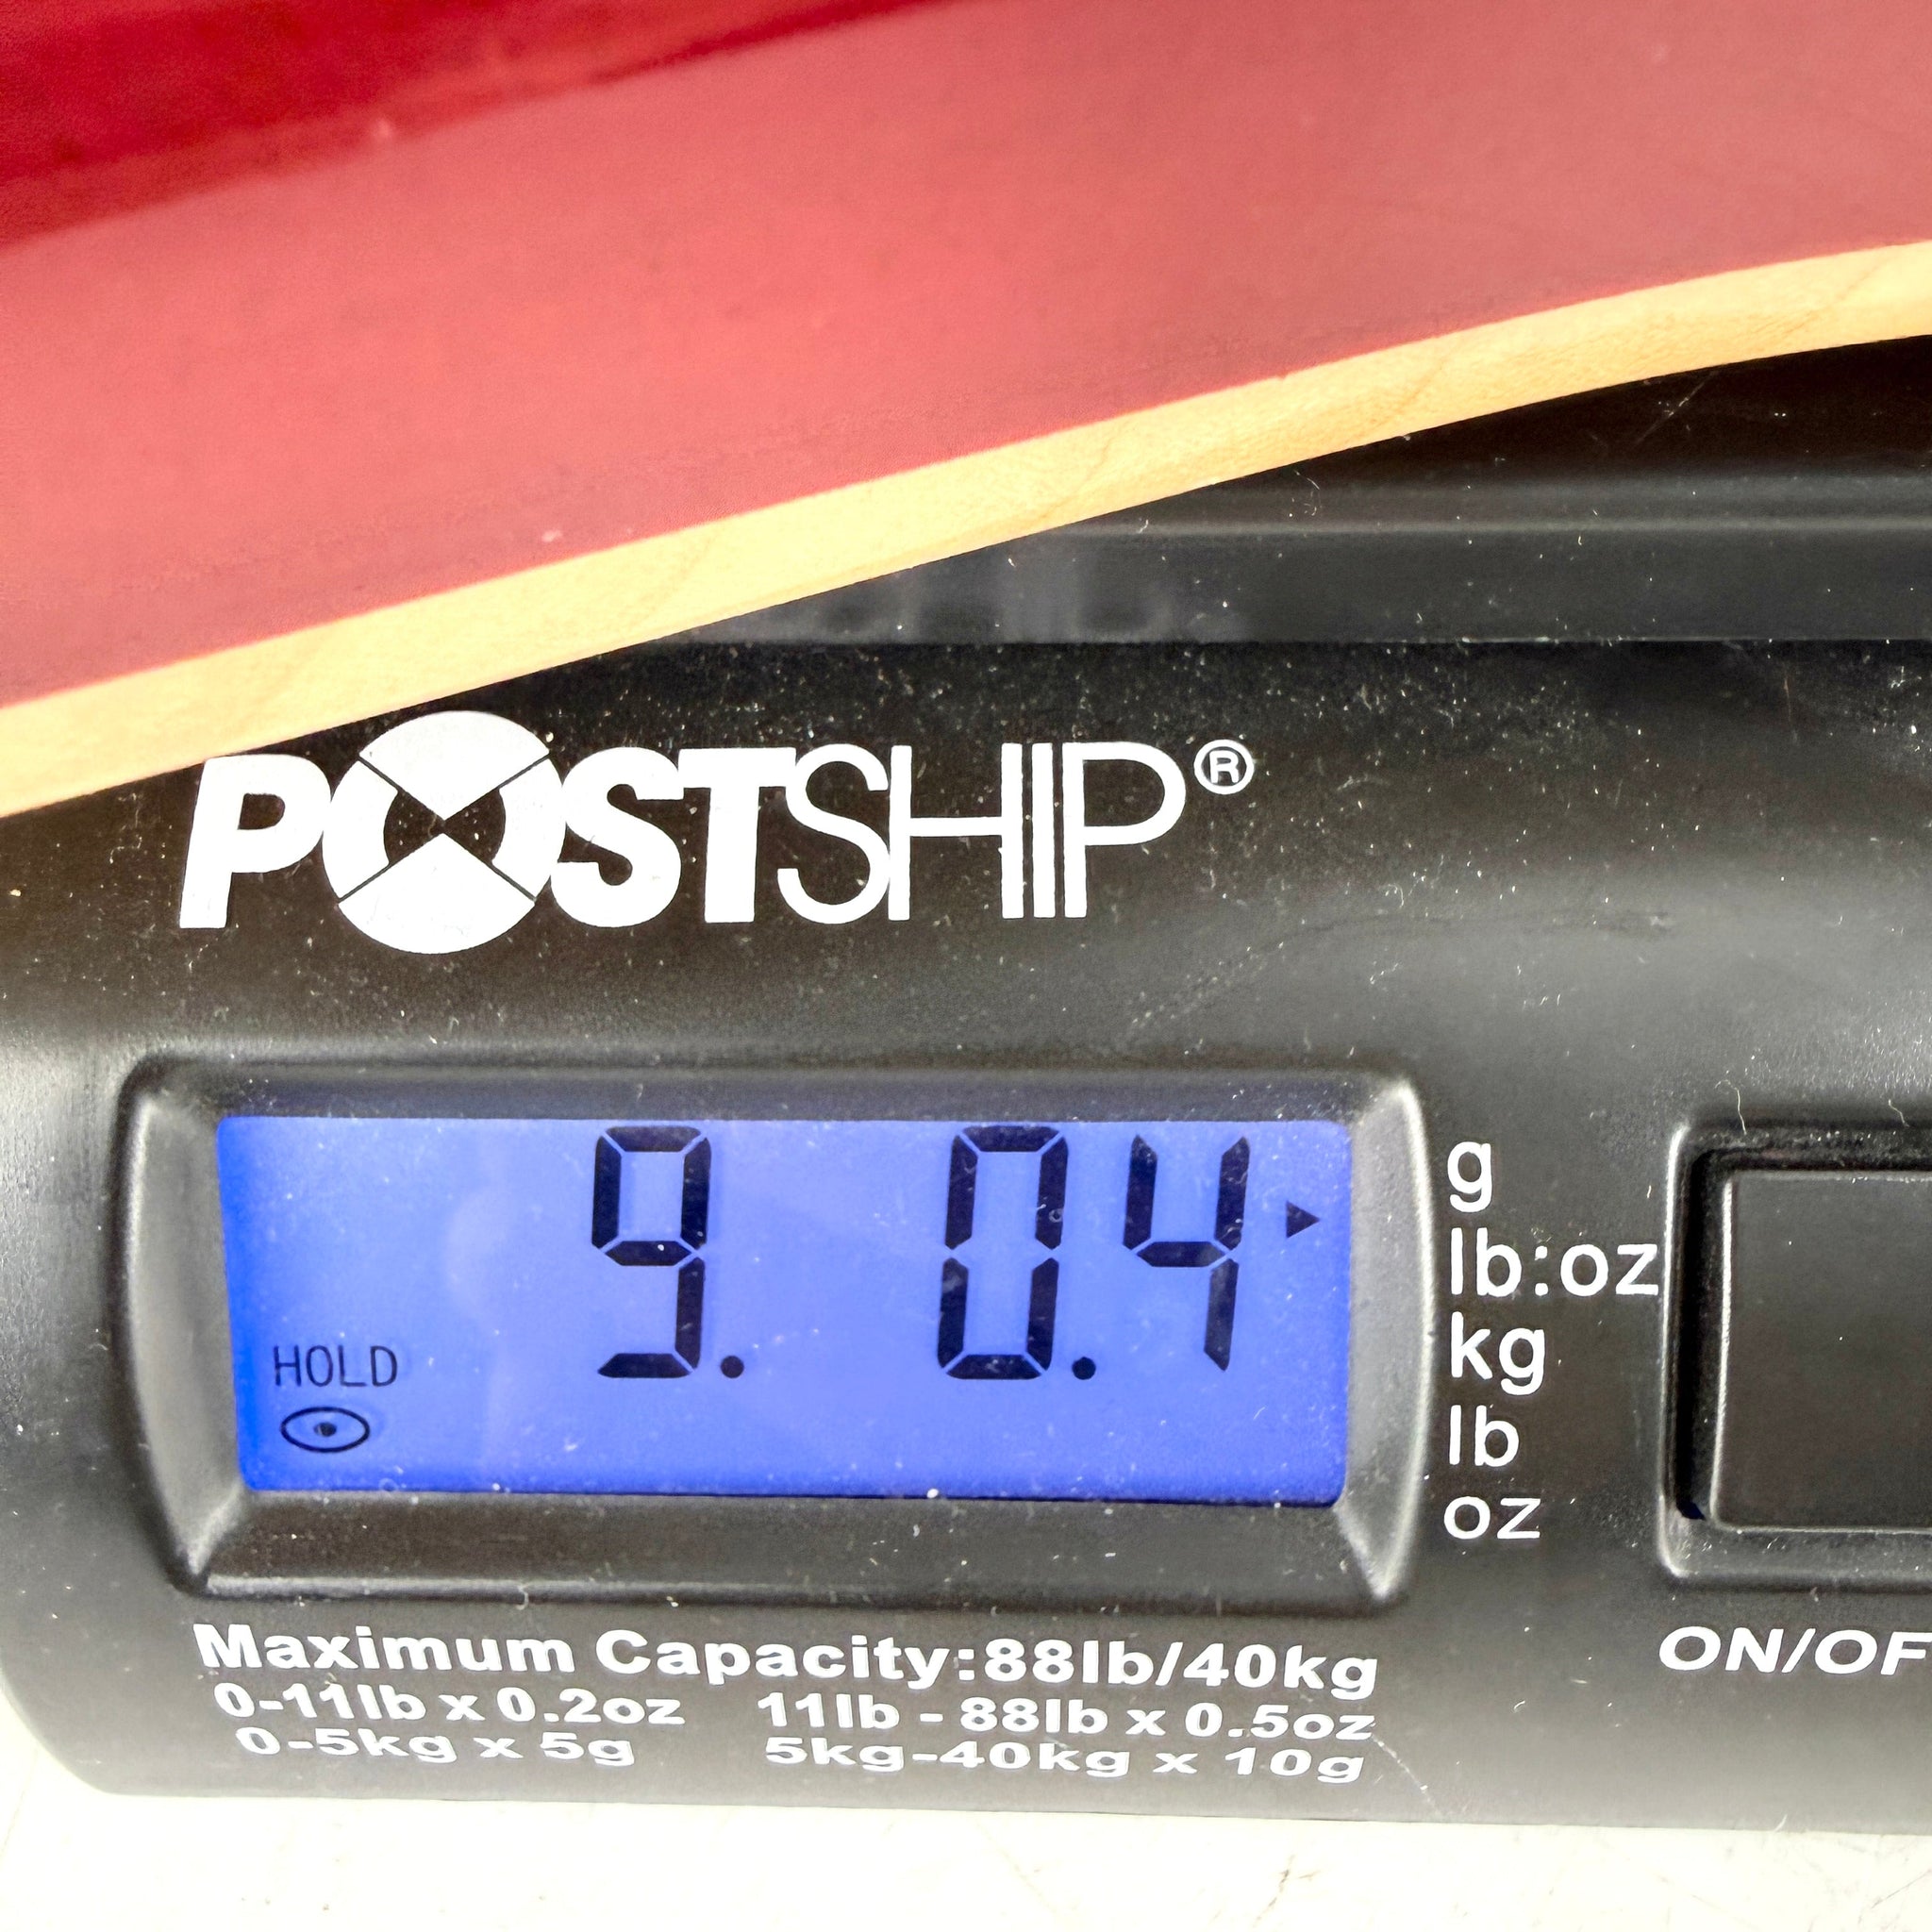 POSTSHIP®
9. 0.4
HOLD
g
lb:oz
kg
lb
oz
ON/OF
Maximum Capacity:88lb/40kg
0-11lb x 0.2oz 11lb - 88lb x 0.5oz
0-5kg x 5g 5kg-40kg x 10g